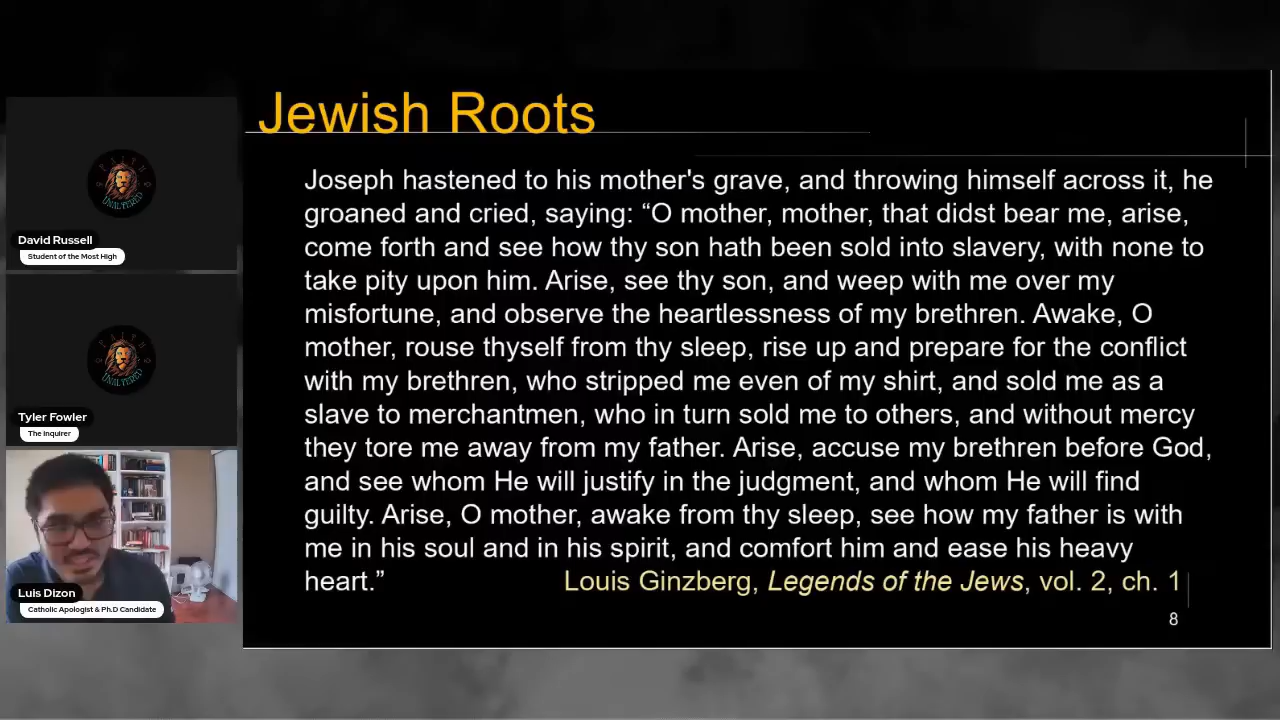 Jewish Roots
Joseph hastened to his mother's grave, and throwing himself across it, he
groaned and cried, saying: “O mother, mother, that didst bear me, arise,
come forth and see how thy son hath been sold into slavery, with none to
take pity upon him. Arise, see thy son, and weep with me over my
misfortune, and observe the heartlessness of my brethren. Awake, O
mother, rouse thyself from thy sleep, rise up and prepare for the conflict
with my brethren, who stripped me even of my shirt, and sold me as a
slave to merchantmen, who in turn sold me to others, and without mercy
they tore me away from my father. Arise, accuse my brethren before God,
and see whom He will justify in the judgment, and whom He will find
guilty. Arise, O mother, awake from thy sleep, see how my father is with
me in his soul and in his spirit, and comfort him and ease his heavy
heart.”
Louis Ginzberg, Legends of the Jews, vol. 2, ch. 1
8
UNALTERED
David Russell
Student of the Most High
UNALTERED
Tyler Fowler
The Inquirer
Luis Dizon
Catholic Apologist & Ph.D Candidate